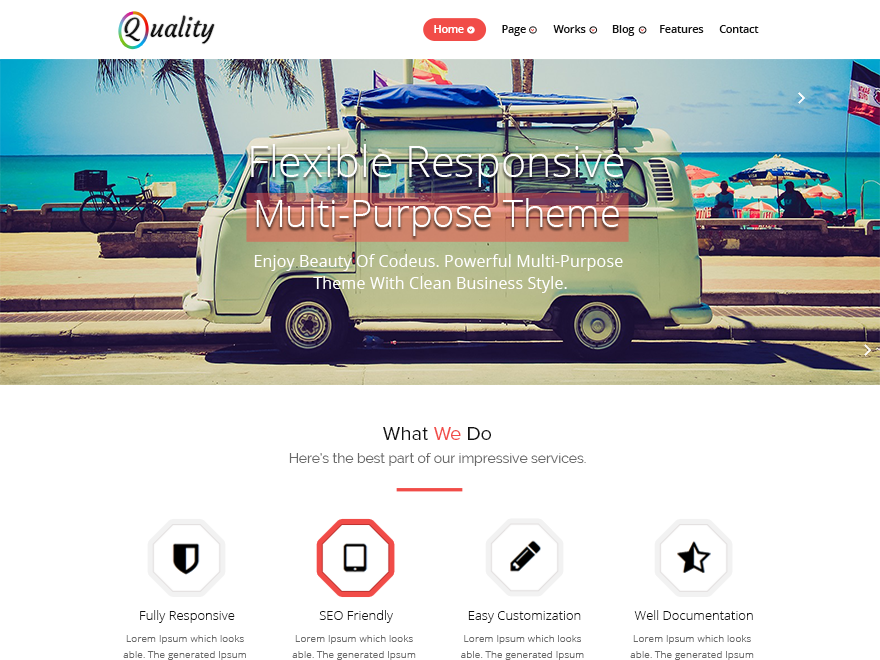 Quality
Home Page Works Blog Features Contact
Flexible Responsive
Multi-Purpose Theme
Enjoy Beauty Of Codeus. Powerful Multi-Purpose
Theme With Clean Business Style.
What We Do
Here's the best part of our impressive services.
Fully Responsive
Lorem Ipsum which looks
able. The generated Ipsum
SEO Friendly
Lorem Ipsum which looks
able. The generated Ipsum
Easy Customization
Lorem Ipsum which looks
able. The generated Ipsum
Well Documentation
Lorem Ipsum which looks
able. The generated Ipsum